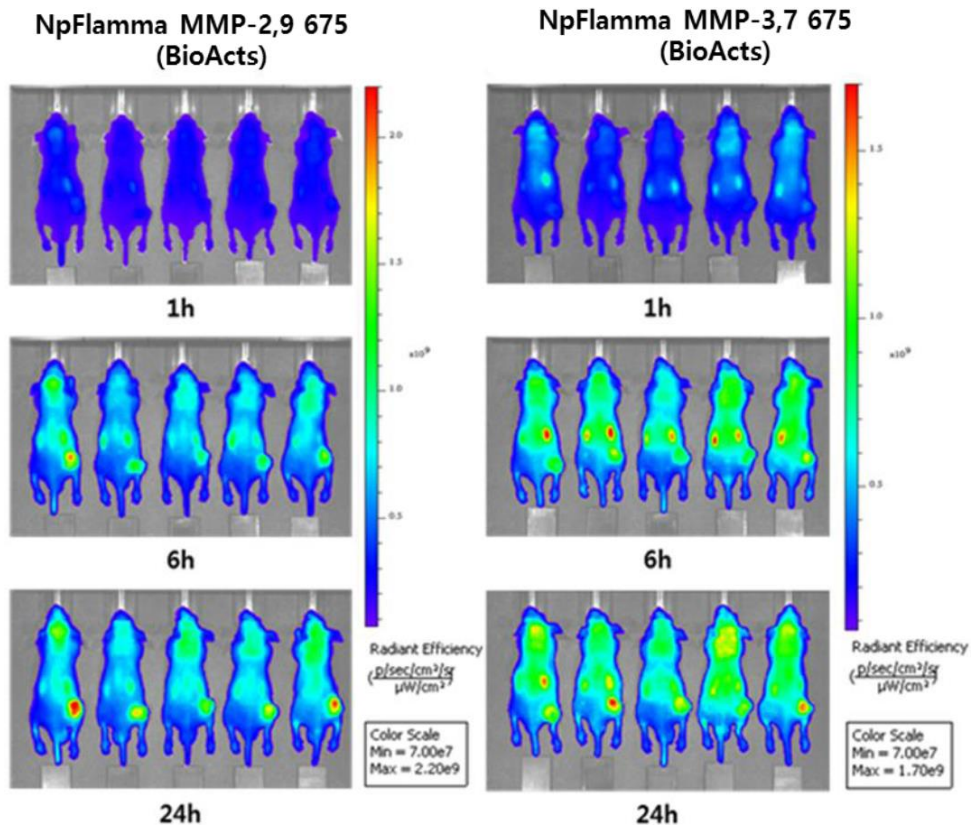 NpFlamma MMP-2,9 675
(BioActs)
2.0
1.5
x10⁹
1.0
0.5
1h
6h
24h
Radiant Efficiency
(p/sec/cm²/sr
µW/cm²)
Color Scale
Min = 7.00e7
Max = 2.20e9
NpFlamma MMP-3,7 675
(BioActs)
1.5
1.0
x10⁹
0.5
1h
6h
24h
Radiant Efficiency
(p/sec/cm²/sr
µW/cm²)
Color Scale
Min = 7.00e7
Max = 1.70e9